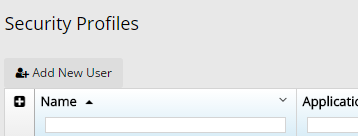 Security Profiles
Add New User
Name Applicatio